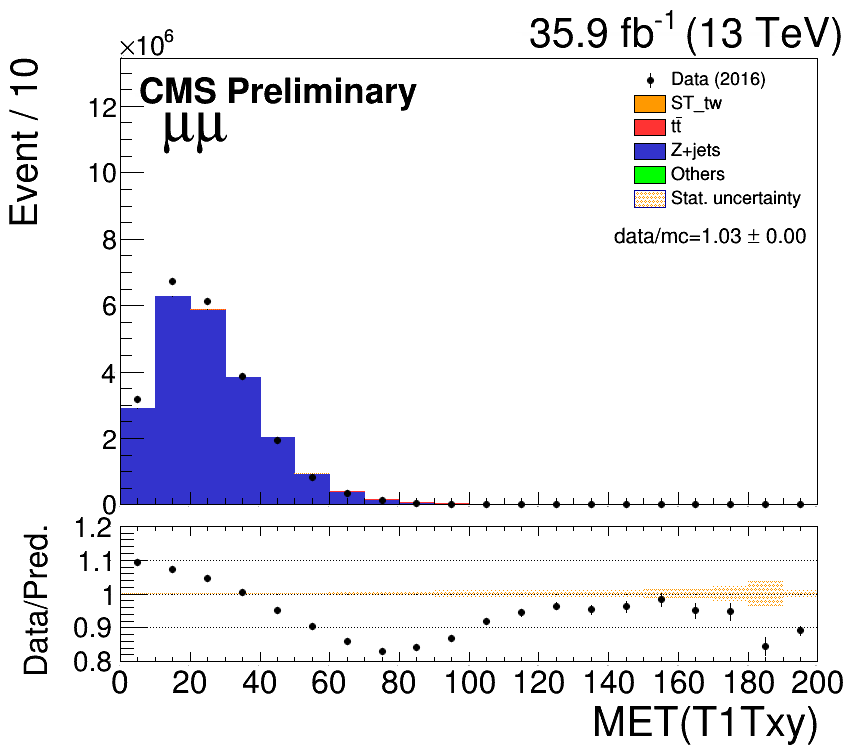 35.9 fb⁻¹ (13 TeV)
×10⁶
CMS Preliminary
μμ
Data (2016)
ST_tw
tt̄
Z+jets
Others
Stat. uncertainty
data/mc=1.03 ± 0.00
Event / 10
12
10
8
6
4
2
0
Data/Pred.
1.2
1.1
1
0.9
0.8
0 20 40 60 80 100 120 140 160 180 200
MET(T1Txy)